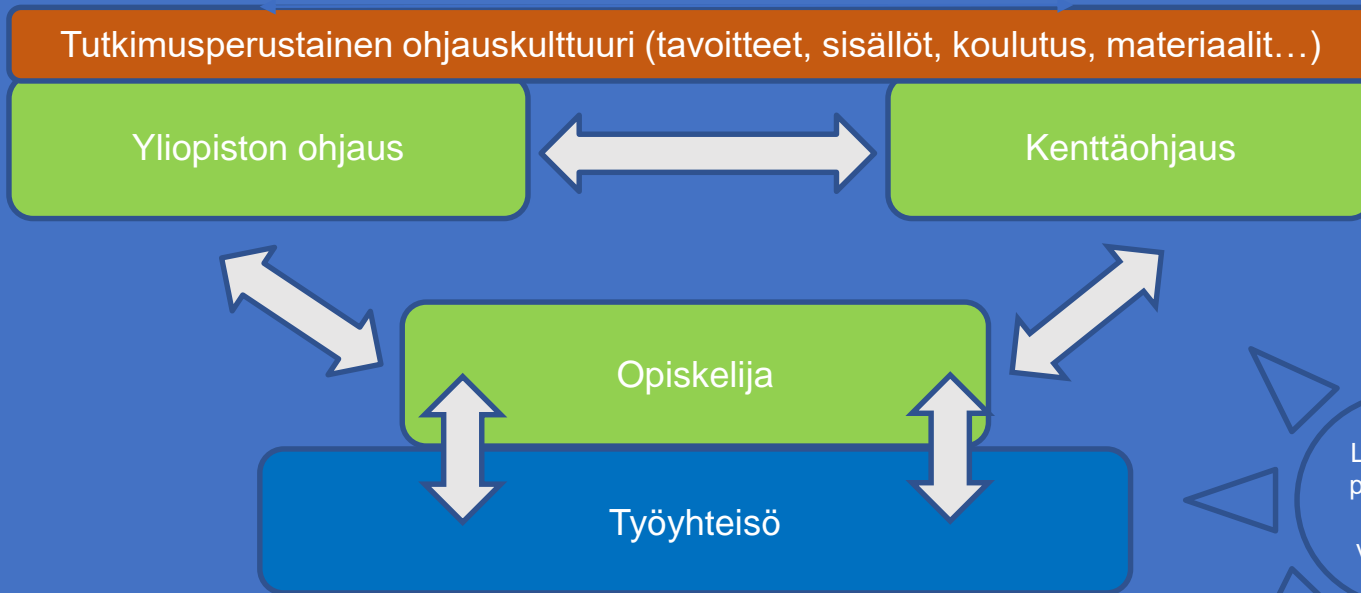 Tutkimusperustainen ohjauskulttuuri (tavoitteet, sisällöt, koulutus, materiaalit…)
Yliopiston ohjaus
Kenttäohjaus
Opiskelija
Työyhteisö